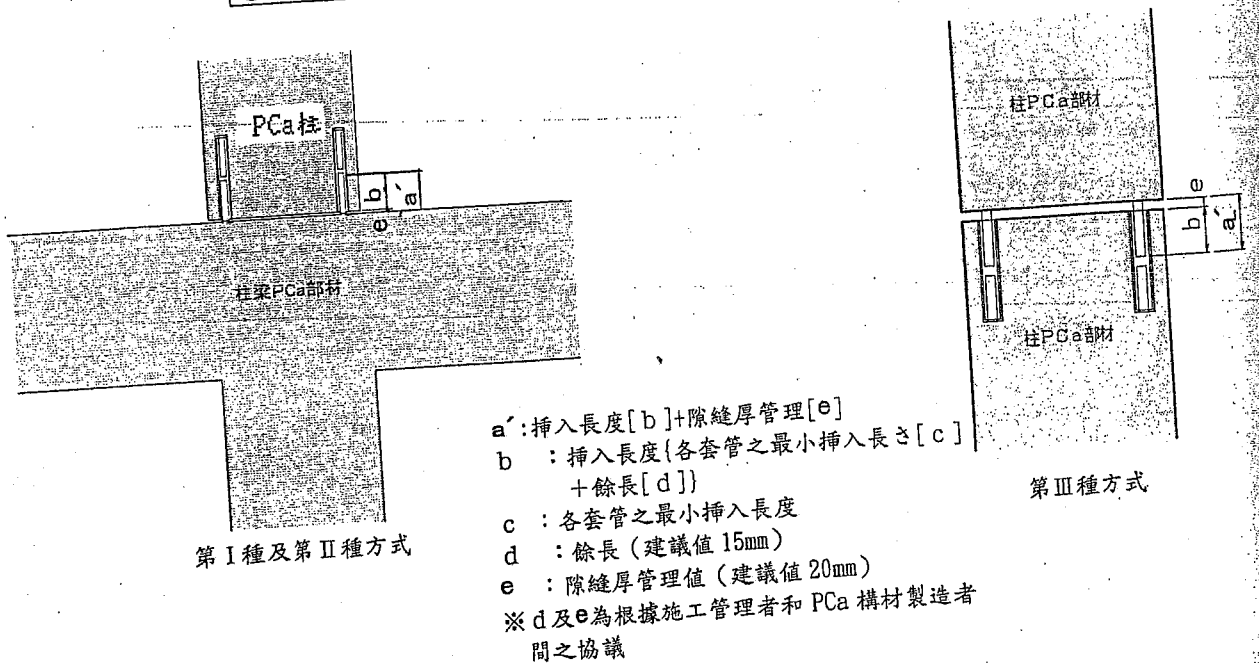 PCa柱
b
a´
e
柱梁PCa部材
第Ⅰ種及第Ⅱ種方式
柱PCa部材
e
b
a´
柱PCa部材
第Ⅲ種方式
a´:挿入長度[b]+隙縫厚管理[e]
b :挿入長度{各套管之最小挿入長さ[c]
+餘長[d]}
c :各套管之最小挿入長度
d :餘長(建議值15mm)
e :隙縫厚管理値(建議值20mm)
※d及e為根據施工管理者和PCa構材製造者
間之協議